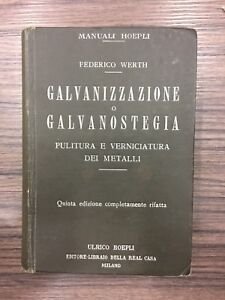 MANUALI HOEPLI
FEDERICO WERTH
GALVANIZZAZIONE
O
GALVANOSTEGIA
PULITURA E VERNICIATURA
DEI METALLI
Quinta edizione completamente rifatta
ULRICO HOEPLI
EDITORE-LIBRAIO DELLA REAL CASA
MILANO